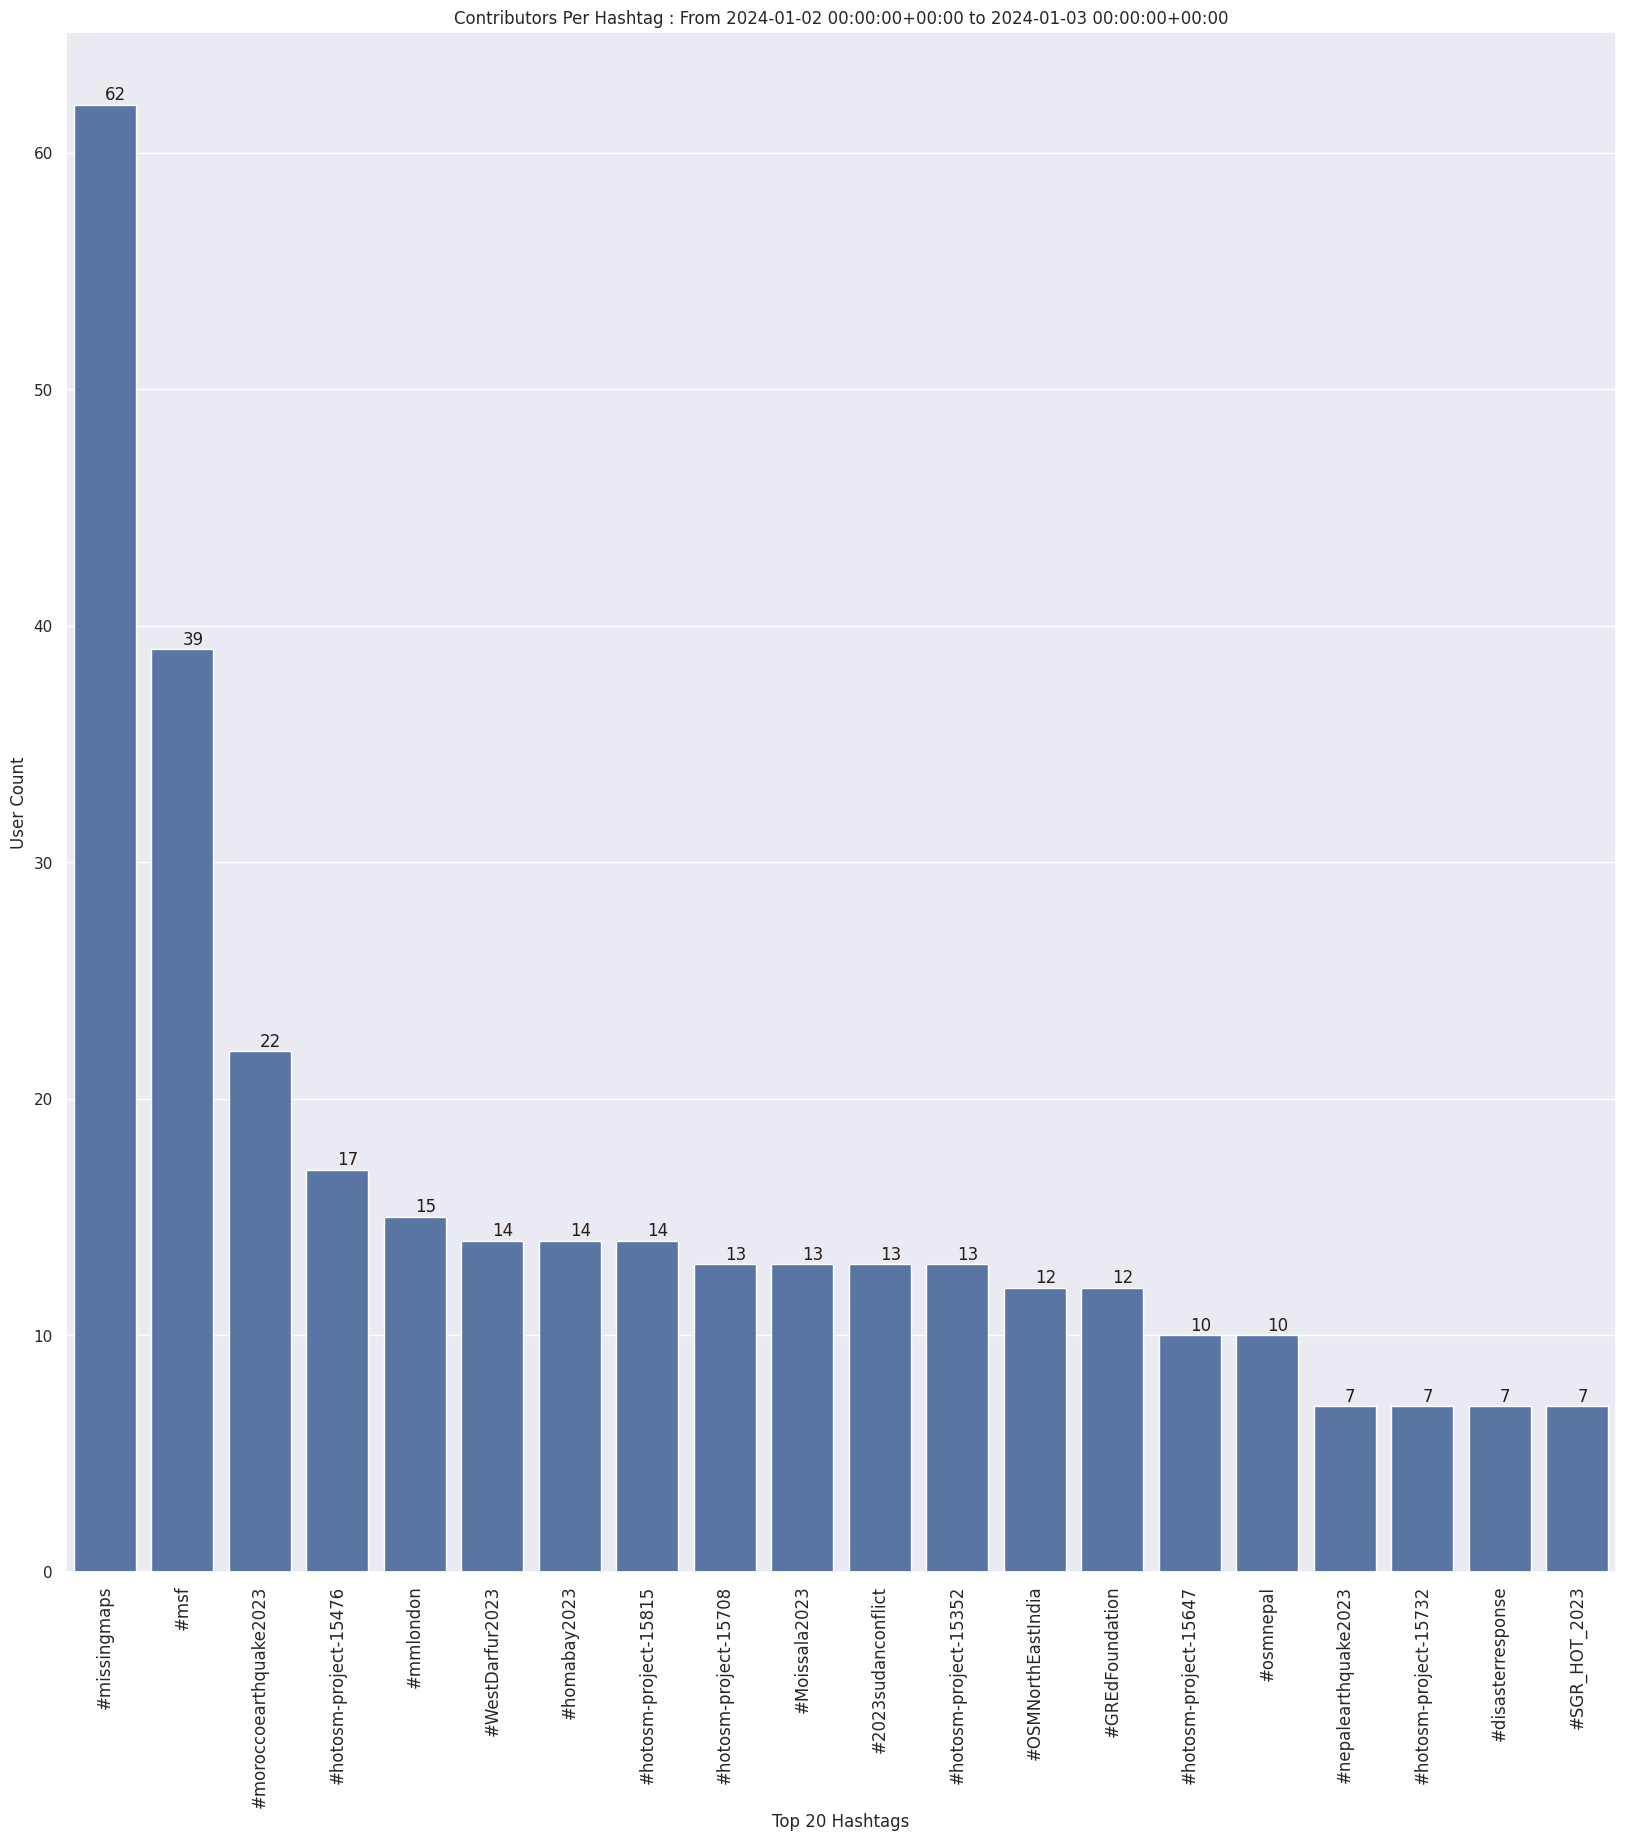 Contributors Per Hashtag : From 2024-01-02 00:00:00+00:00 to 2024-01-03 00:00:00+00:00
User Count
60
50
40
30
20
10
0
62
39
22
17
15
14
14
14
13
13
13
13
12
12
10
10
7
7
7
7
#missingmaps
#msf
#moroccoearthquake2023
#hotosm-project-15476
#mmlondon
#WestDarfur2023
#homabay2023
#hotosm-project-15815
#hotosm-project-15708
#Moissala2023
#2023sudanconflict
#hotosm-project-15352
#OSMNorthEastIndia
#GREdFoundation
#hotosm-project-15647
#osmnepal
#nepalearthquake2023
#hotosm-project-15732
#disasterresponse
#SGR_HOT_2023
Top 20 Hashtags